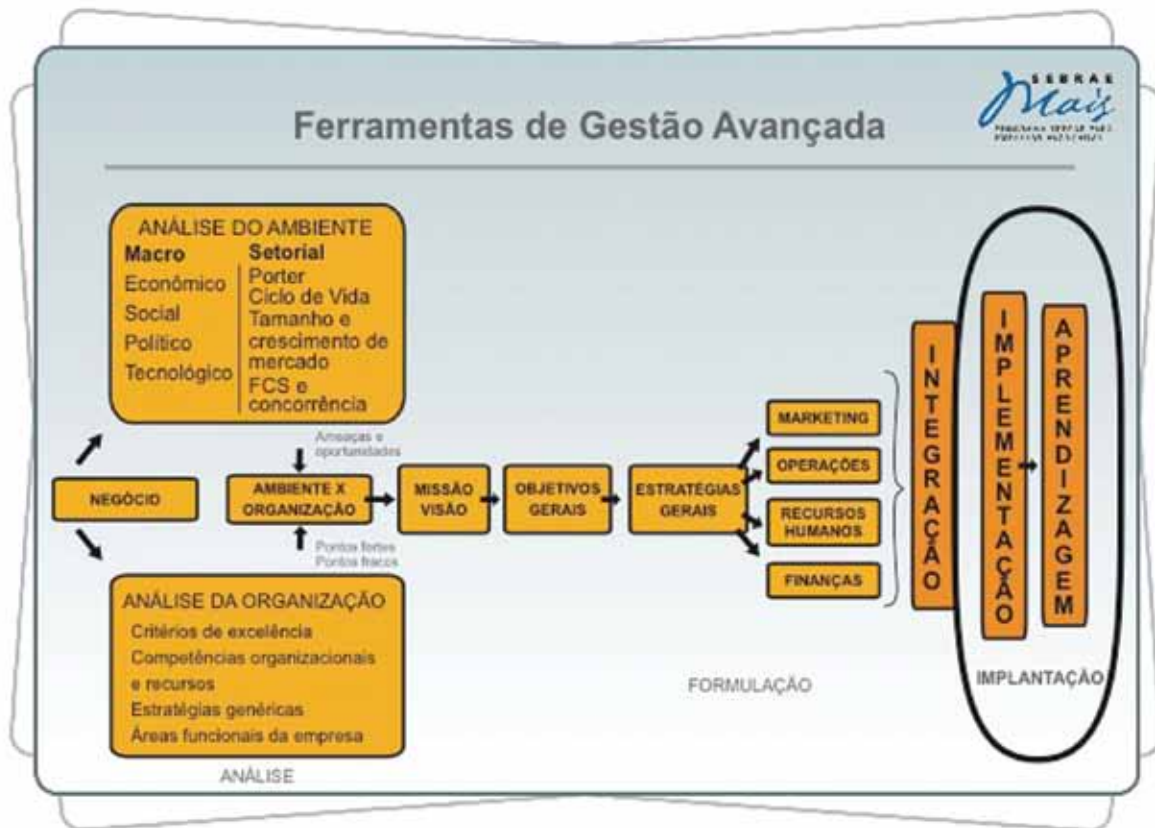 SEBRAE
Mais
Ferramentas de Gestão Avançada
ANÁLISE DO AMBIENTE
Macro
Econômico
Social
Político
Tecnológico
Setorial
Porter
Ciclo de Vida
Tamanho e
crescimento de
mercado
FCS e
concorrência
Ameaças e
oportunidades
NEGÓCIO
AMBIENTE X
ORGANIZAÇÃO
MISSÃO
VISÃO
OBJETIVOS
GERAIS
ESTRATÉGIAS
GERAIS
MARKETING
OPERAÇÕES
RECURSOS
HUMANOS
FINANÇAS
INTEGRAÇÃO
IMPLEMENTAÇÃO
APRENDIZAGEM
Pontos fortes
Pontos fracos
ANÁLISE DA ORGANIZAÇÃO
Critérios de excelência
Competências organizacionais
e recursos
Estratégias genéricas
Áreas funcionais da empresa
ANÁLISE
FORMULAÇÃO
IMPLANTAÇÃO